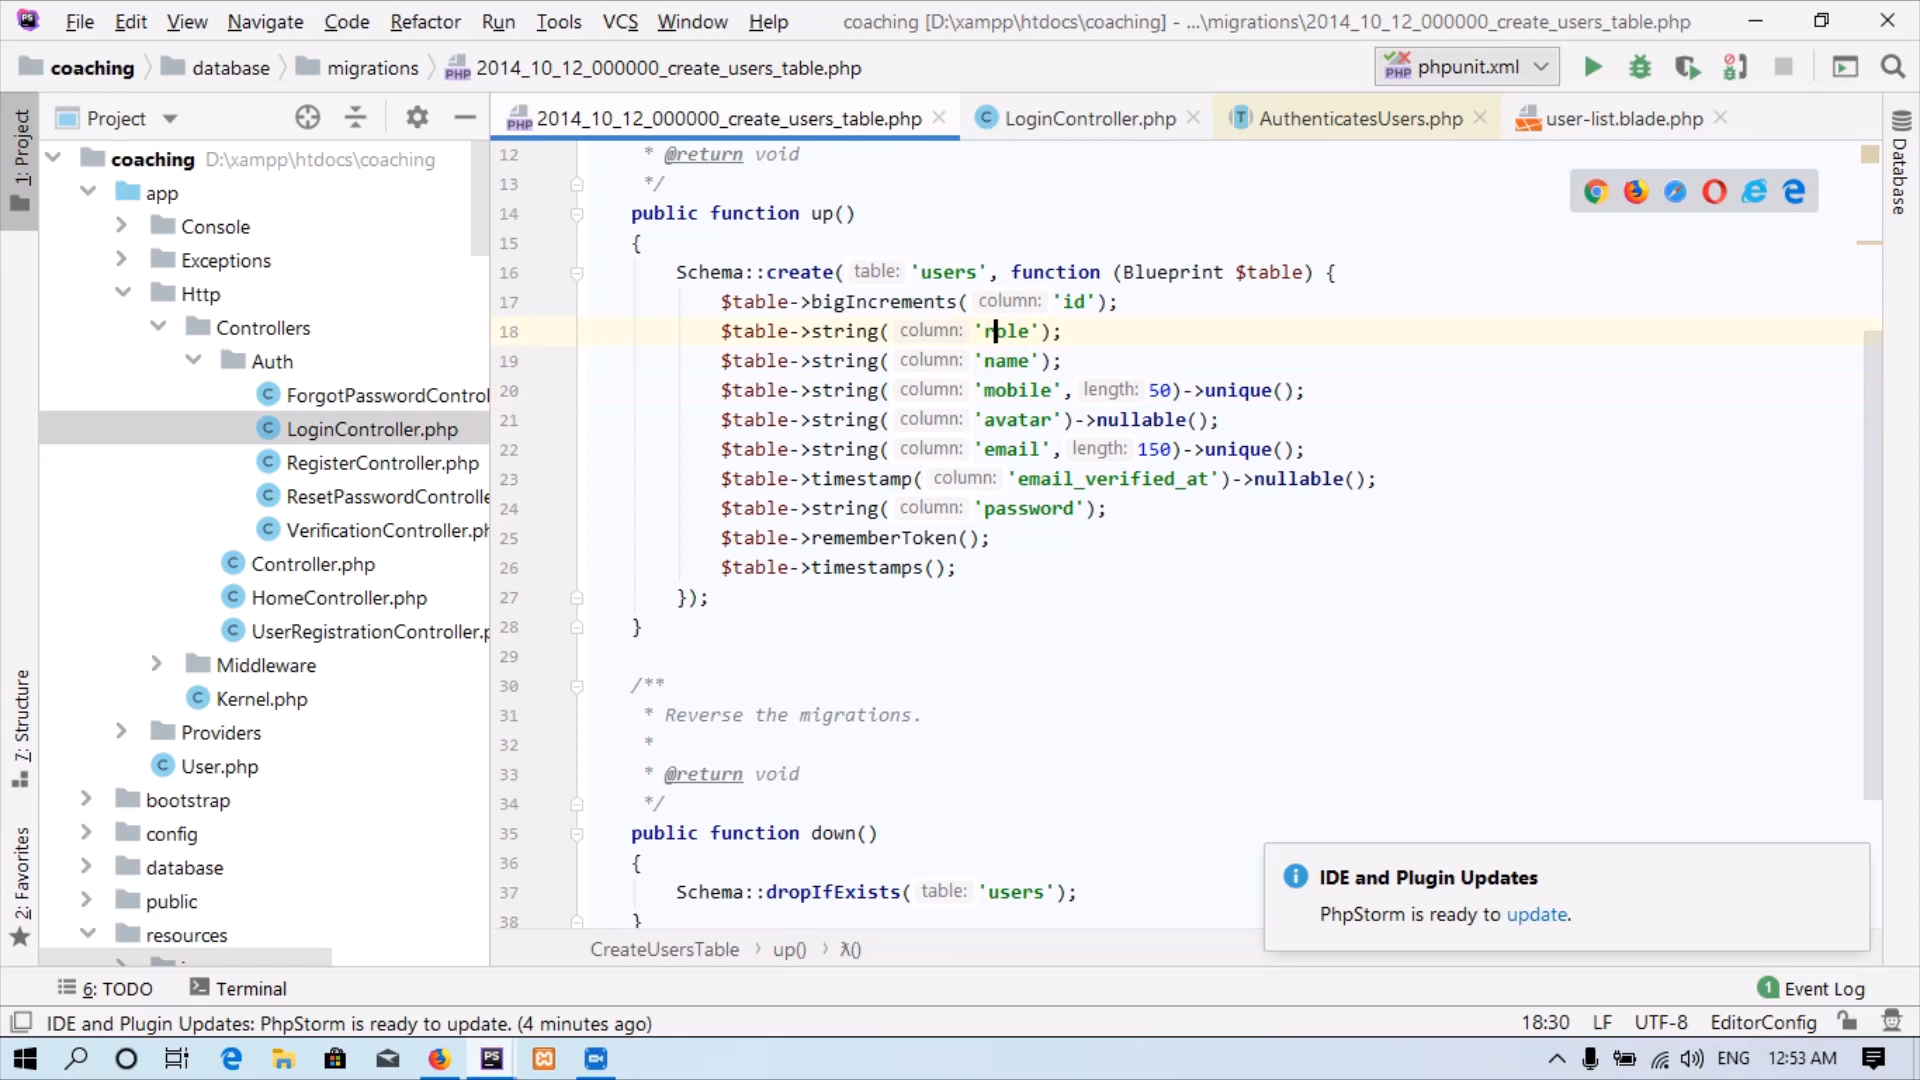 File Edit View Navigate Code Refactor Run Tools VCS Window Help coaching [D:\xampp\htdocs\coaching] - ...\migrations\2014_10_12_000000_create_users_table.php
coaching database migrations 2014_10_12_000000_create_users_table.php phpunit.xml
Project
2014_10_12_000000_create_users_table.php LoginController.php AuthenticatesUsers.php user-list.blade.php
1: Project
7: Structure
2: Favorites
Database
coaching D:\xampp\htdocs\coaching
app
Console
Exceptions
Http
Controllers
Auth
ForgotPasswordControl
LoginController.php
RegisterController.php
ResetPasswordControlle
VerificationController.ph
Controller.php
HomeController.php
UserRegistrationController.p
Middleware
Kernel.php
Providers
User.php
bootstrap
config
database
public
resources
12 * @return void
13 */
14 public function up()
15 {
16 Schema::create( table: 'users', function (Blueprint $table) {
17 $table->bigIncrements( column: 'id');
18 $table->string( column: 'role');
19 $table->string( column: 'name');
20 $table->string( column: 'mobile', length: 50)->unique();
21 $table->string( column: 'avatar')->nullable();
22 $table->string( column: 'email', length: 150)->unique();
23 $table->timestamp( column: 'email_verified_at')->nullable();
24 $table->string( column: 'password');
25 $table->rememberToken();
26 $table->timestamps();
27 });
28 }
29
30 /**
31 * Reverse the migrations.
32 *
33 * @return void
34 */
35 public function down()
36 {
37 Schema::dropIfExists( table: 'users');
38 }
IDE and Plugin Updates
PhpStorm is ready to update.
CreateUsersTable › up() › λ()
6: TODO Terminal 1 Event Log
IDE and Plugin Updates: PhpStorm is ready to update. (4 minutes ago) 18:30 LF UTF-8 EditorConfig
ENG 12:53 AM